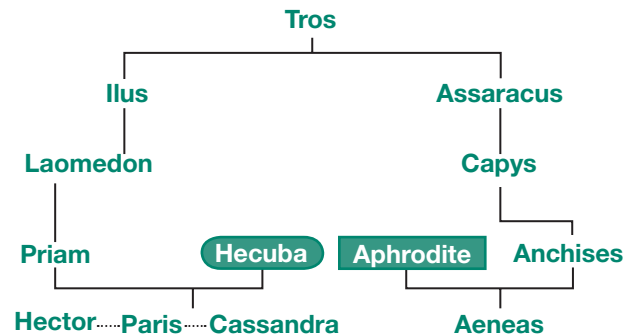 Tros
Ilus Assaracus
Laomedon Capys
Priam Hecuba Aphrodite Anchises
Hector Paris Cassandra Aeneas